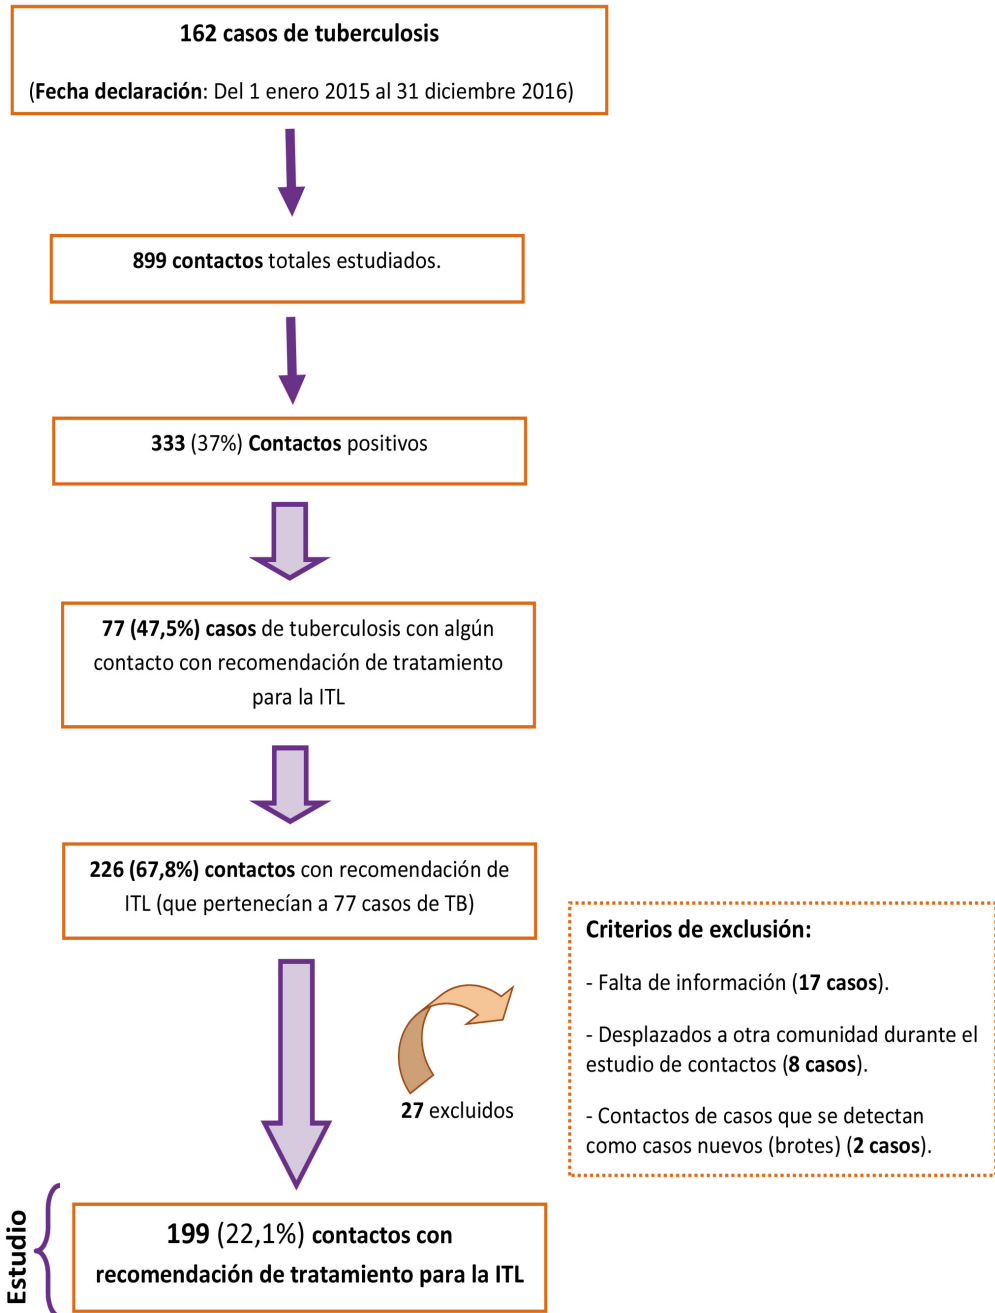 162 casos de tuberculosis
(Fecha declaración: Del 1 enero 2015 al 31 diciembre 2016)
899 contactos totales estudiados.
333 (37%) Contactos positivos
77 (47,5%) casos de tuberculosis con algún
contacto con recomendación de tratamiento
para la ITL
226 (67,8%) contactos con recomendación de
ITL (que pertenecían a 77 casos de TB)
Criterios de exclusión:
- Falta de información (17 casos).
- Desplazados a otra comunidad durante el
estudio de contactos (8 casos).
- Contactos de casos que se detectan
como casos nuevos (brotes) (2 casos).
27 excluidos
Estudio
199 (22,1%) contactos con
recomendación de tratamiento para la ITL